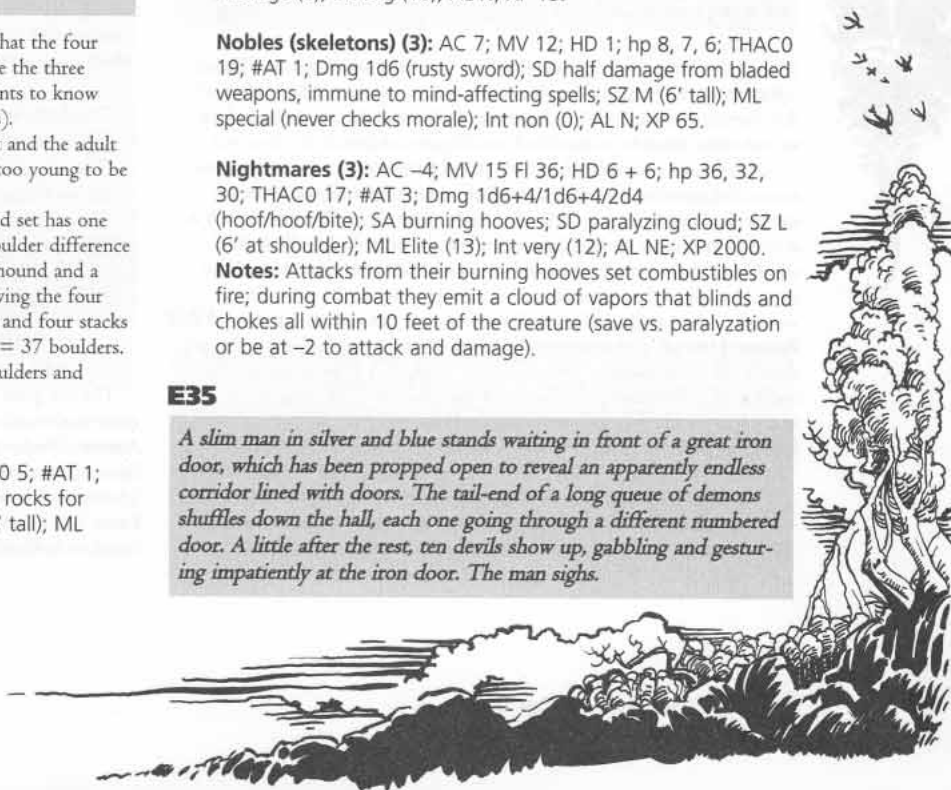 hat the four
e the three
nts to know
).
and the adult
too young to be
d set has one
oulder difference
hound and a
ving the four
and four stacks
= 37 boulders.
ulders and
0 5; #AT 1;
rocks for
' tall); ML
Nobles (skeletons) (3): AC 7; MV 12; HD 1; hp 8, 7, 6; THAC0
19; #AT 1; Dmg 1d6 (rusty sword); SD half damage from bladed
weapons, immune to mind-affecting spells; SZ M (6' tall); ML
special (never checks morale); Int non (0); AL N; XP 65.
Nightmares (3): AC –4; MV 15 Fl 36; HD 6 + 6; hp 36, 32,
30; THAC0 17; #AT 3; Dmg 1d6+4/1d6+4/2d4
(hoof/hoof/bite); SA burning hooves; SD paralyzing cloud; SZ L
(6' at shoulder); ML Elite (13); Int very (12); AL NE; XP 2000.
Notes: Attacks from their burning hooves set combustibles on
fire; during combat they emit a cloud of vapors that blinds and
chokes all within 10 feet of the creature (save vs. paralyzation
or be at –2 to attack and damage).
E35
A slim man in silver and blue stands waiting in front of a great iron
door, which has been propped open to reveal an apparently endless
corridor lined with doors. The tail-end of a long queue of demons
shuffles down the hall, each one going through a different numbered
door. A little after the rest, ten devils show up, gabbling and gestur-
ing impatiently at the iron door. The man sighs.